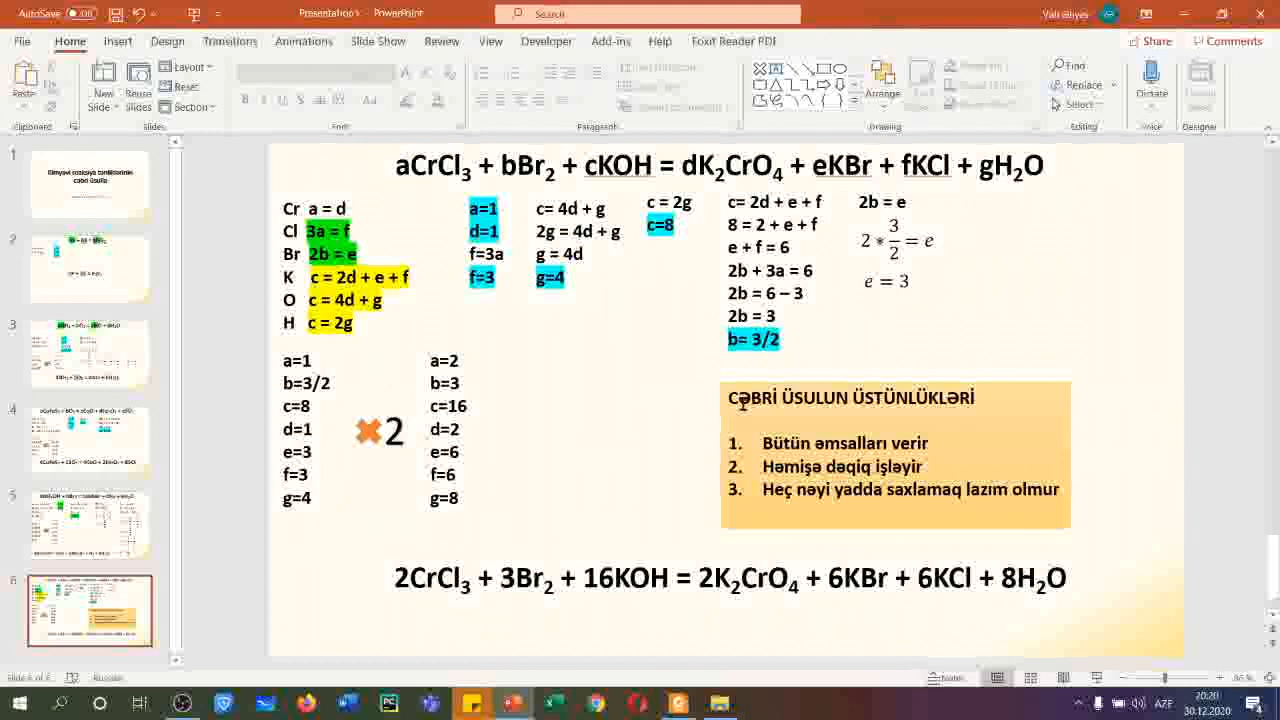 Search
File Home Insert Design Transitions Animations Slide Show Review View Developer Add-ins Help Foxit Reader PDF Share Comments
Paste New Slide Reuse Slides Layout Reset Section Arrange Find Replace Select Dictate
Clipboard Slides Font Paragraph Drawing Editing Voice Designer
aCrCl3 + bBr2 + cKOH = dK2CrO4 + eKBr + fKCl + gH2O
Cr a = d
Cl 3a = f
Br 2b = e
K c = 2d + e + f
O c = 4d + g
H c = 2g
a=1
d=1
f=3a
f=3
c= 4d + g
2g = 4d + g
g = 4d
g=4
c = 2g
c=8
c= 2d + e + f
8 = 2 + e + f
e + f = 6
2b + 3a = 6
2b = 6 – 3
2b = 3
b= 3/2
2b = e
2 * 3/2 = e
e = 3
a=1
b=3/2
c=8
d=1
e=3
f=3
g=4
✖2
a=2
b=3
c=16
d=2
e=6
f=6
g=8
CƏBRİ ÜSULUN ÜSTÜNLÜKLƏRİ
1. Bütün əmsalları verir
2. Həmişə dəqiq işləyir
3. Heç nəyi yadda saxlamaq lazım olmur
2CrCl3 + 3Br2 + 16KOH = 2K2CrO4 + 6KBr + 6KCl + 8H2O
1
3
4
AZE
20:20
30.12.2020